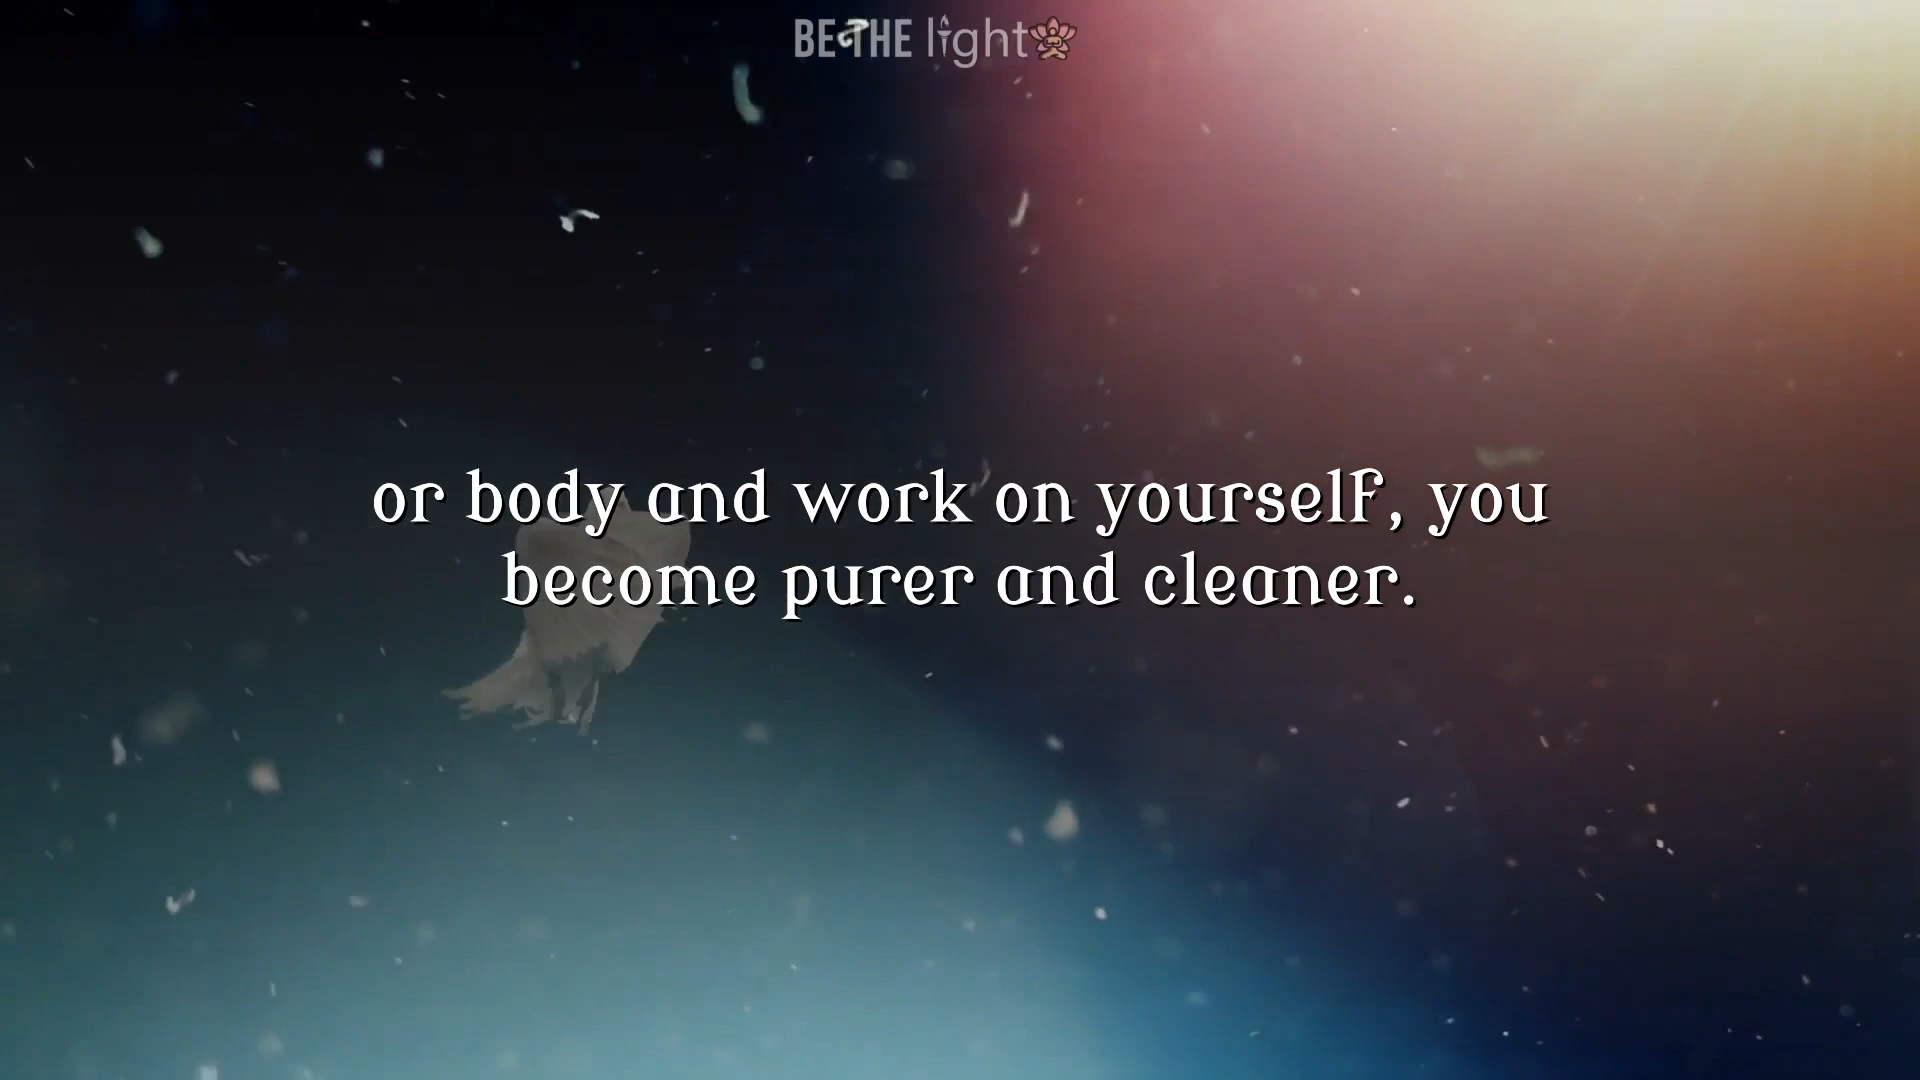 BE THE light
or body and work on yourself, you
become purer and cleaner.